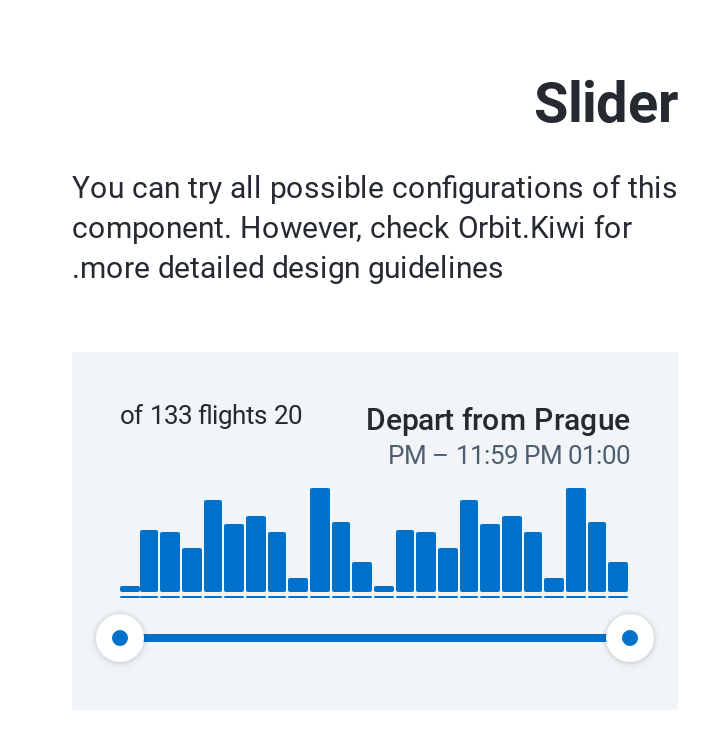 Slider
You can try all possible configurations of this
component. However, check Orbit.Kiwi for
.more detailed design guidelines
Depart from Prague
of 133 flights 20
PM – 11:59 PM 01:00